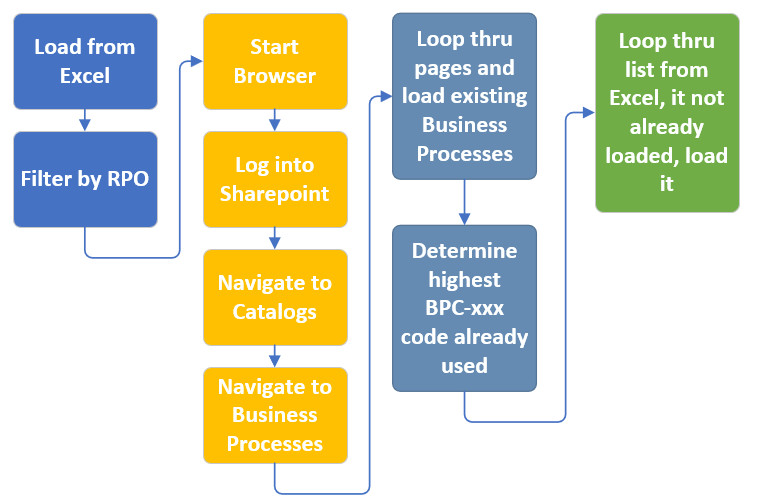 Load from
Excel
Filter by RPO
Start
Browser
Log into
Sharepoint
Navigate to
Catalogs
Navigate to
Business
Processes
Loop thru
pages and
load existing
Business
Processes
Determine
highest
BPC-xxx
code already
used
Loop thru
list from
Excel, it not
already
loaded, load
it